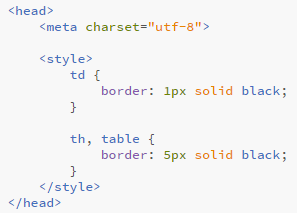 <head>
    <meta charset="utf-8">

    <style>
        td {
            border: 1px solid black;
        }

        th, table {
            border: 5px solid black;
        }
    </style>
</head>